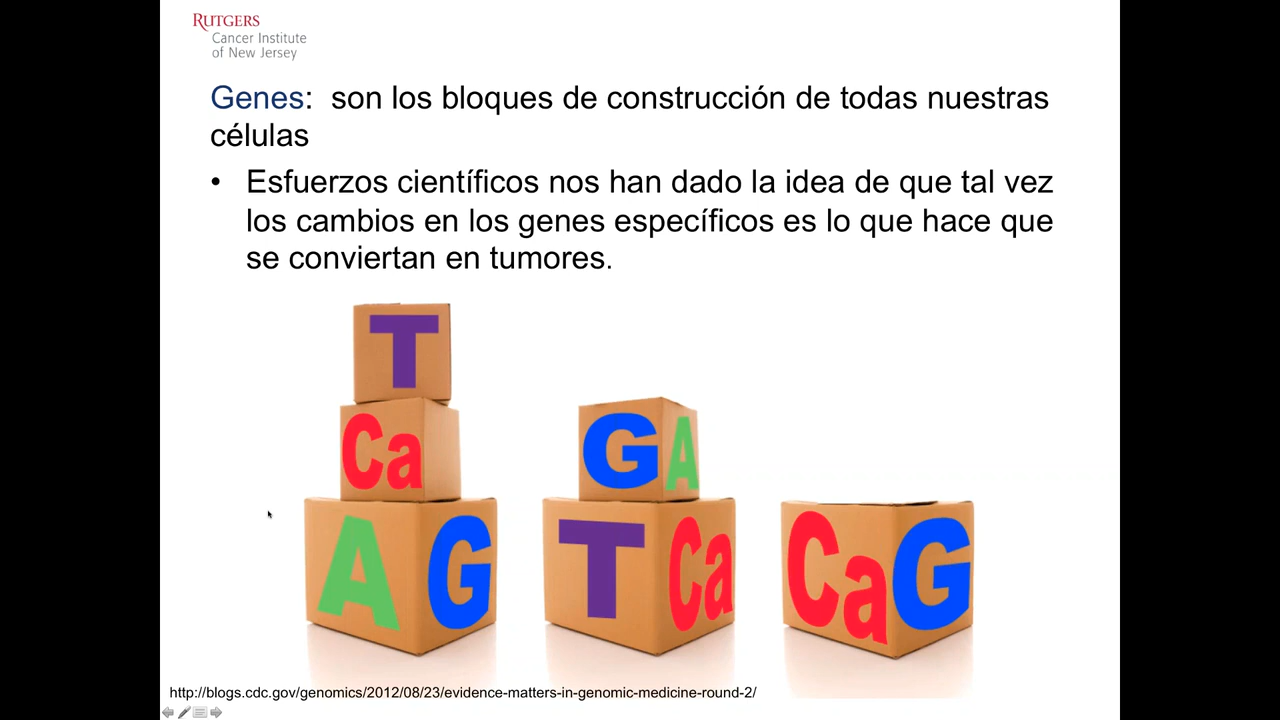 RUTGERS
Cancer Institute
of New Jersey
Genes: son los bloques de construcción de todas nuestras
células
• Esfuerzos científicos nos han dado la idea de que tal vez
los cambios en los genes específicos es lo que hace que
se conviertan en tumores.
T
Ca
G A
A G
T Ca
Ca G
http://blogs.cdc.gov/genomics/2012/08/23/evidence-matters-in-genomic-medicine-round-2/